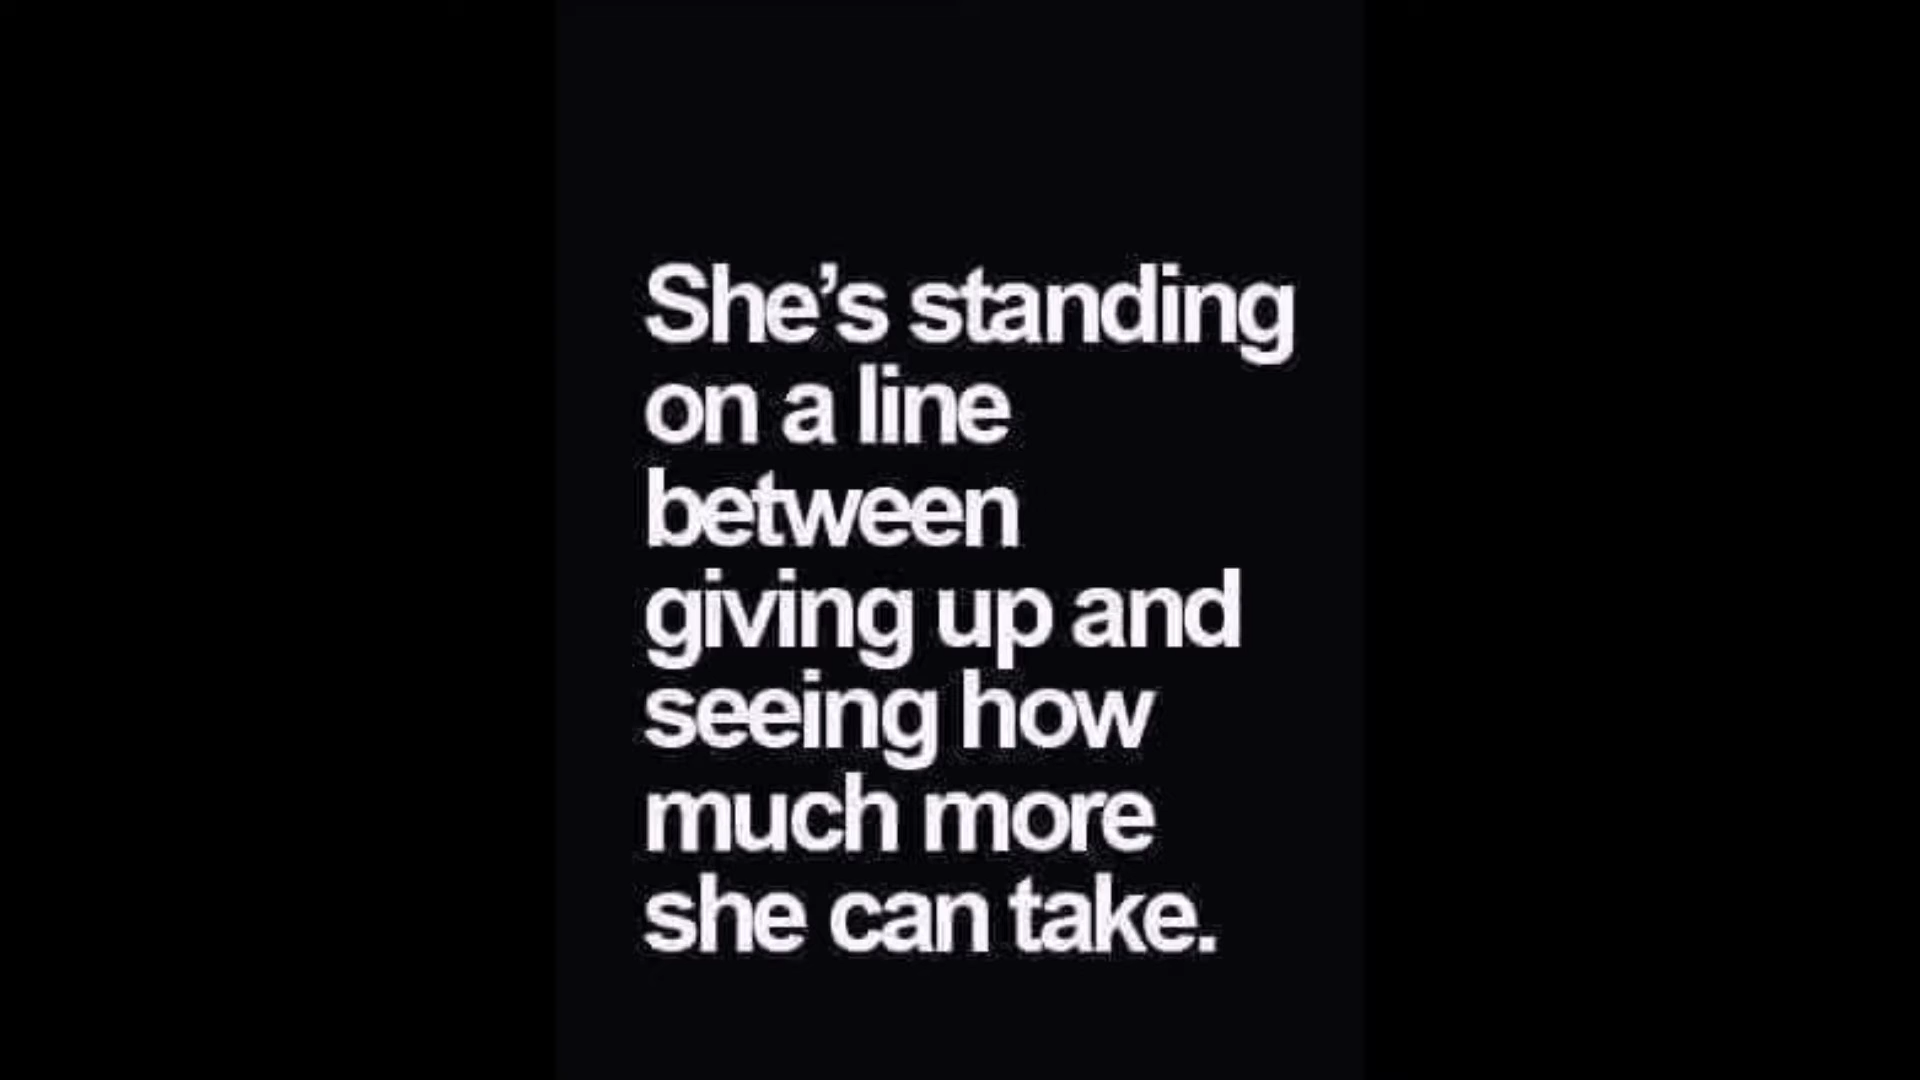 She’s standing
on a line
between
giving up and
seeing how
much more
she can take.